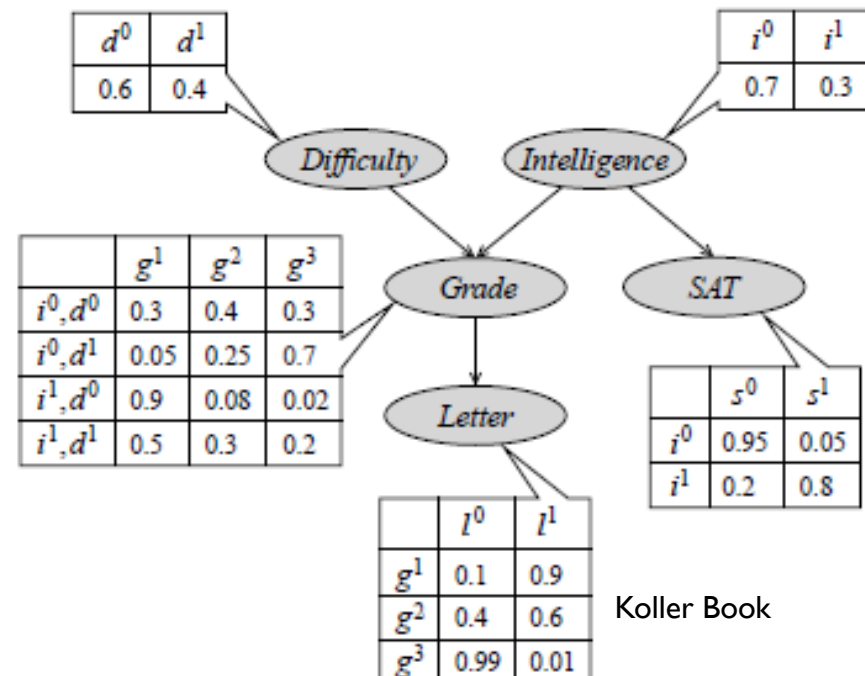 d⁰ d¹
0.6 0.4
i⁰ i¹
0.7 0.3
Difficulty
Intelligence
g¹ g² g³
i⁰,d⁰ 0.3 0.4 0.3
i⁰,d¹ 0.05 0.25 0.7
i¹,d⁰ 0.9 0.08 0.02
i¹,d¹ 0.5 0.3 0.2
Grade
SAT
Letter
s⁰ s¹
i⁰ 0.95 0.05
i¹ 0.2 0.8
l⁰ l¹
g¹ 0.1 0.9
g² 0.4 0.6
g³ 0.99 0.01
Koller Book